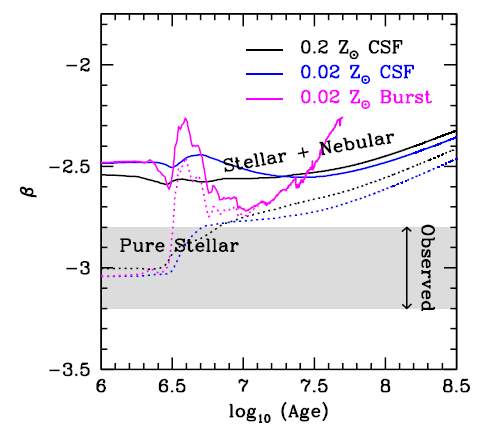 0.2 Z⊙ CSF
0.02 Z⊙ CSF
0.02 Z⊙ Burst
Stellar + Nebular
Pure Stellar
Observed
β
−2
−2.5
−3
−3.5
6
6.5
7
7.5
8
8.5
log₁₀ (Age)